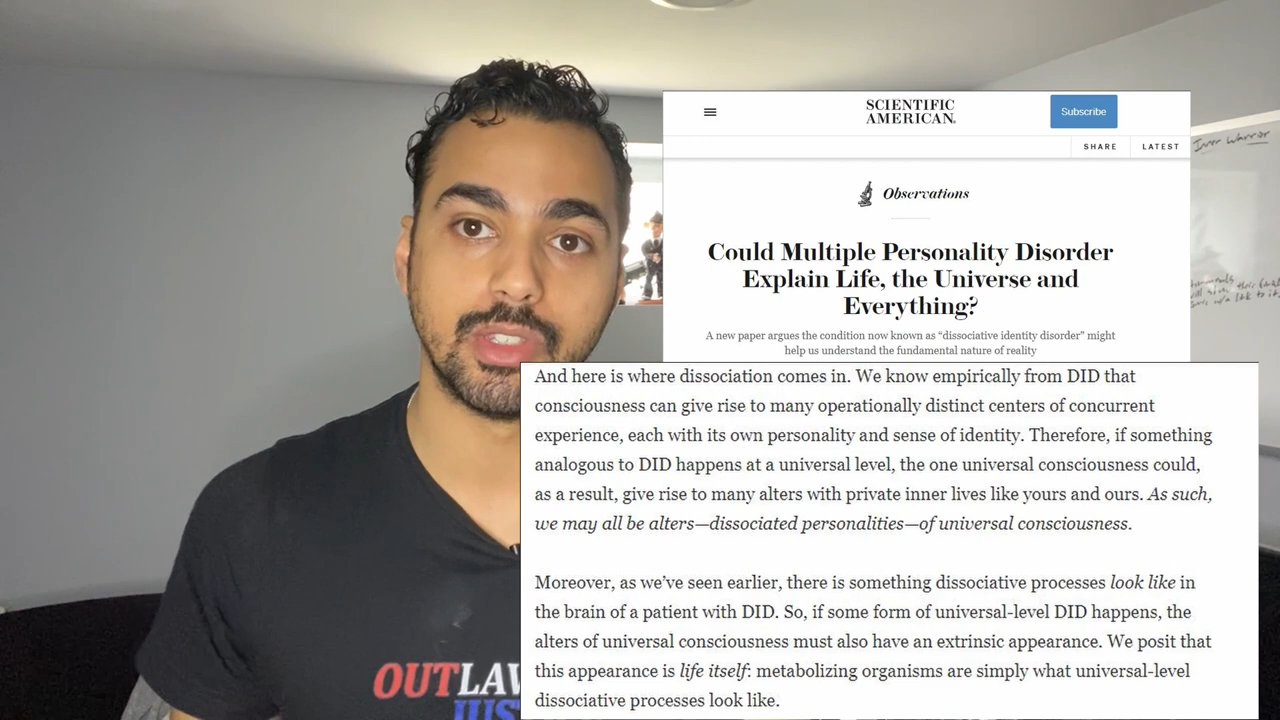 SCIENTIFIC
AMERICAN®
Subscribe
SHARE
LATEST
Inner Warrior
Observations
Could Multiple Personality Disorder
Explain Life, the Universe and
Everything?
A new paper argues the condition now known as “dissociative identity disorder” might
help us understand the fundamental nature of reality
And here is where dissociation comes in. We know empirically from DID that
consciousness can give rise to many operationally distinct centers of concurrent
experience, each with its own personality and sense of identity. Therefore, if something
analogous to DID happens at a universal level, the one universal consciousness could,
as a result, give rise to many alters with private inner lives like yours and ours. As such,
we may all be alters—dissociated personalities—of universal consciousness.
Moreover, as we’ve seen earlier, there is something dissociative processes look like in
the brain of a patient with DID. So, if some form of universal-level DID happens, the
alters of universal consciousness must also have an extrinsic appearance. We posit that
this appearance is life itself: metabolizing organisms are simply what universal-level
dissociative processes look like.
OUTLAW
JUS